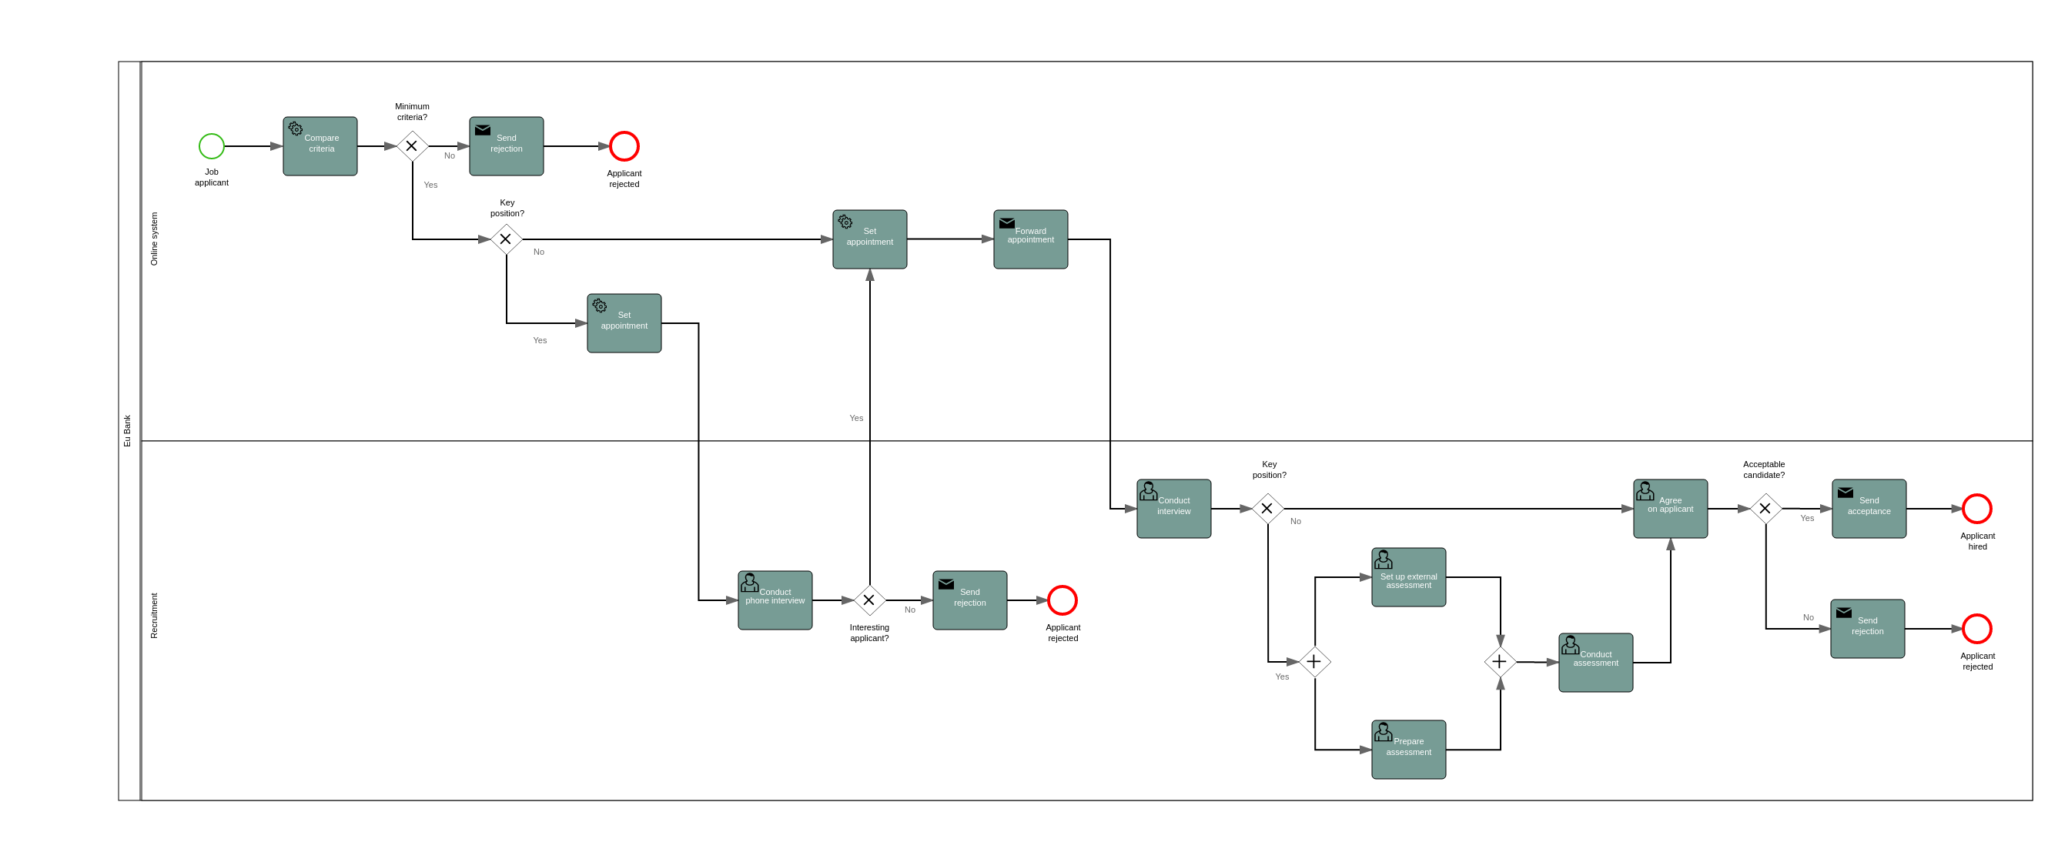 Eu Bank
Online system
Job
applicant
Compare
criteria
Minimum
criteria?
No
Yes
Send
rejection
Applicant
rejected
Key
position?
No
Yes
Set
appointment
Set
appointment
Forward
appointment
Yes
Recruitment
Conduct
phone interview
Interesting
applicant?
No
Send
rejection
Applicant
rejected
Conduct
interview
Key
position?
No
Yes
Set up external
assessment
Prepare
assessment
Conduct
assessment
Agree
on applicant
Acceptable
candidate?
Yes
No
Send
acceptance
Applicant
hired
Send
rejection
Applicant
rejected